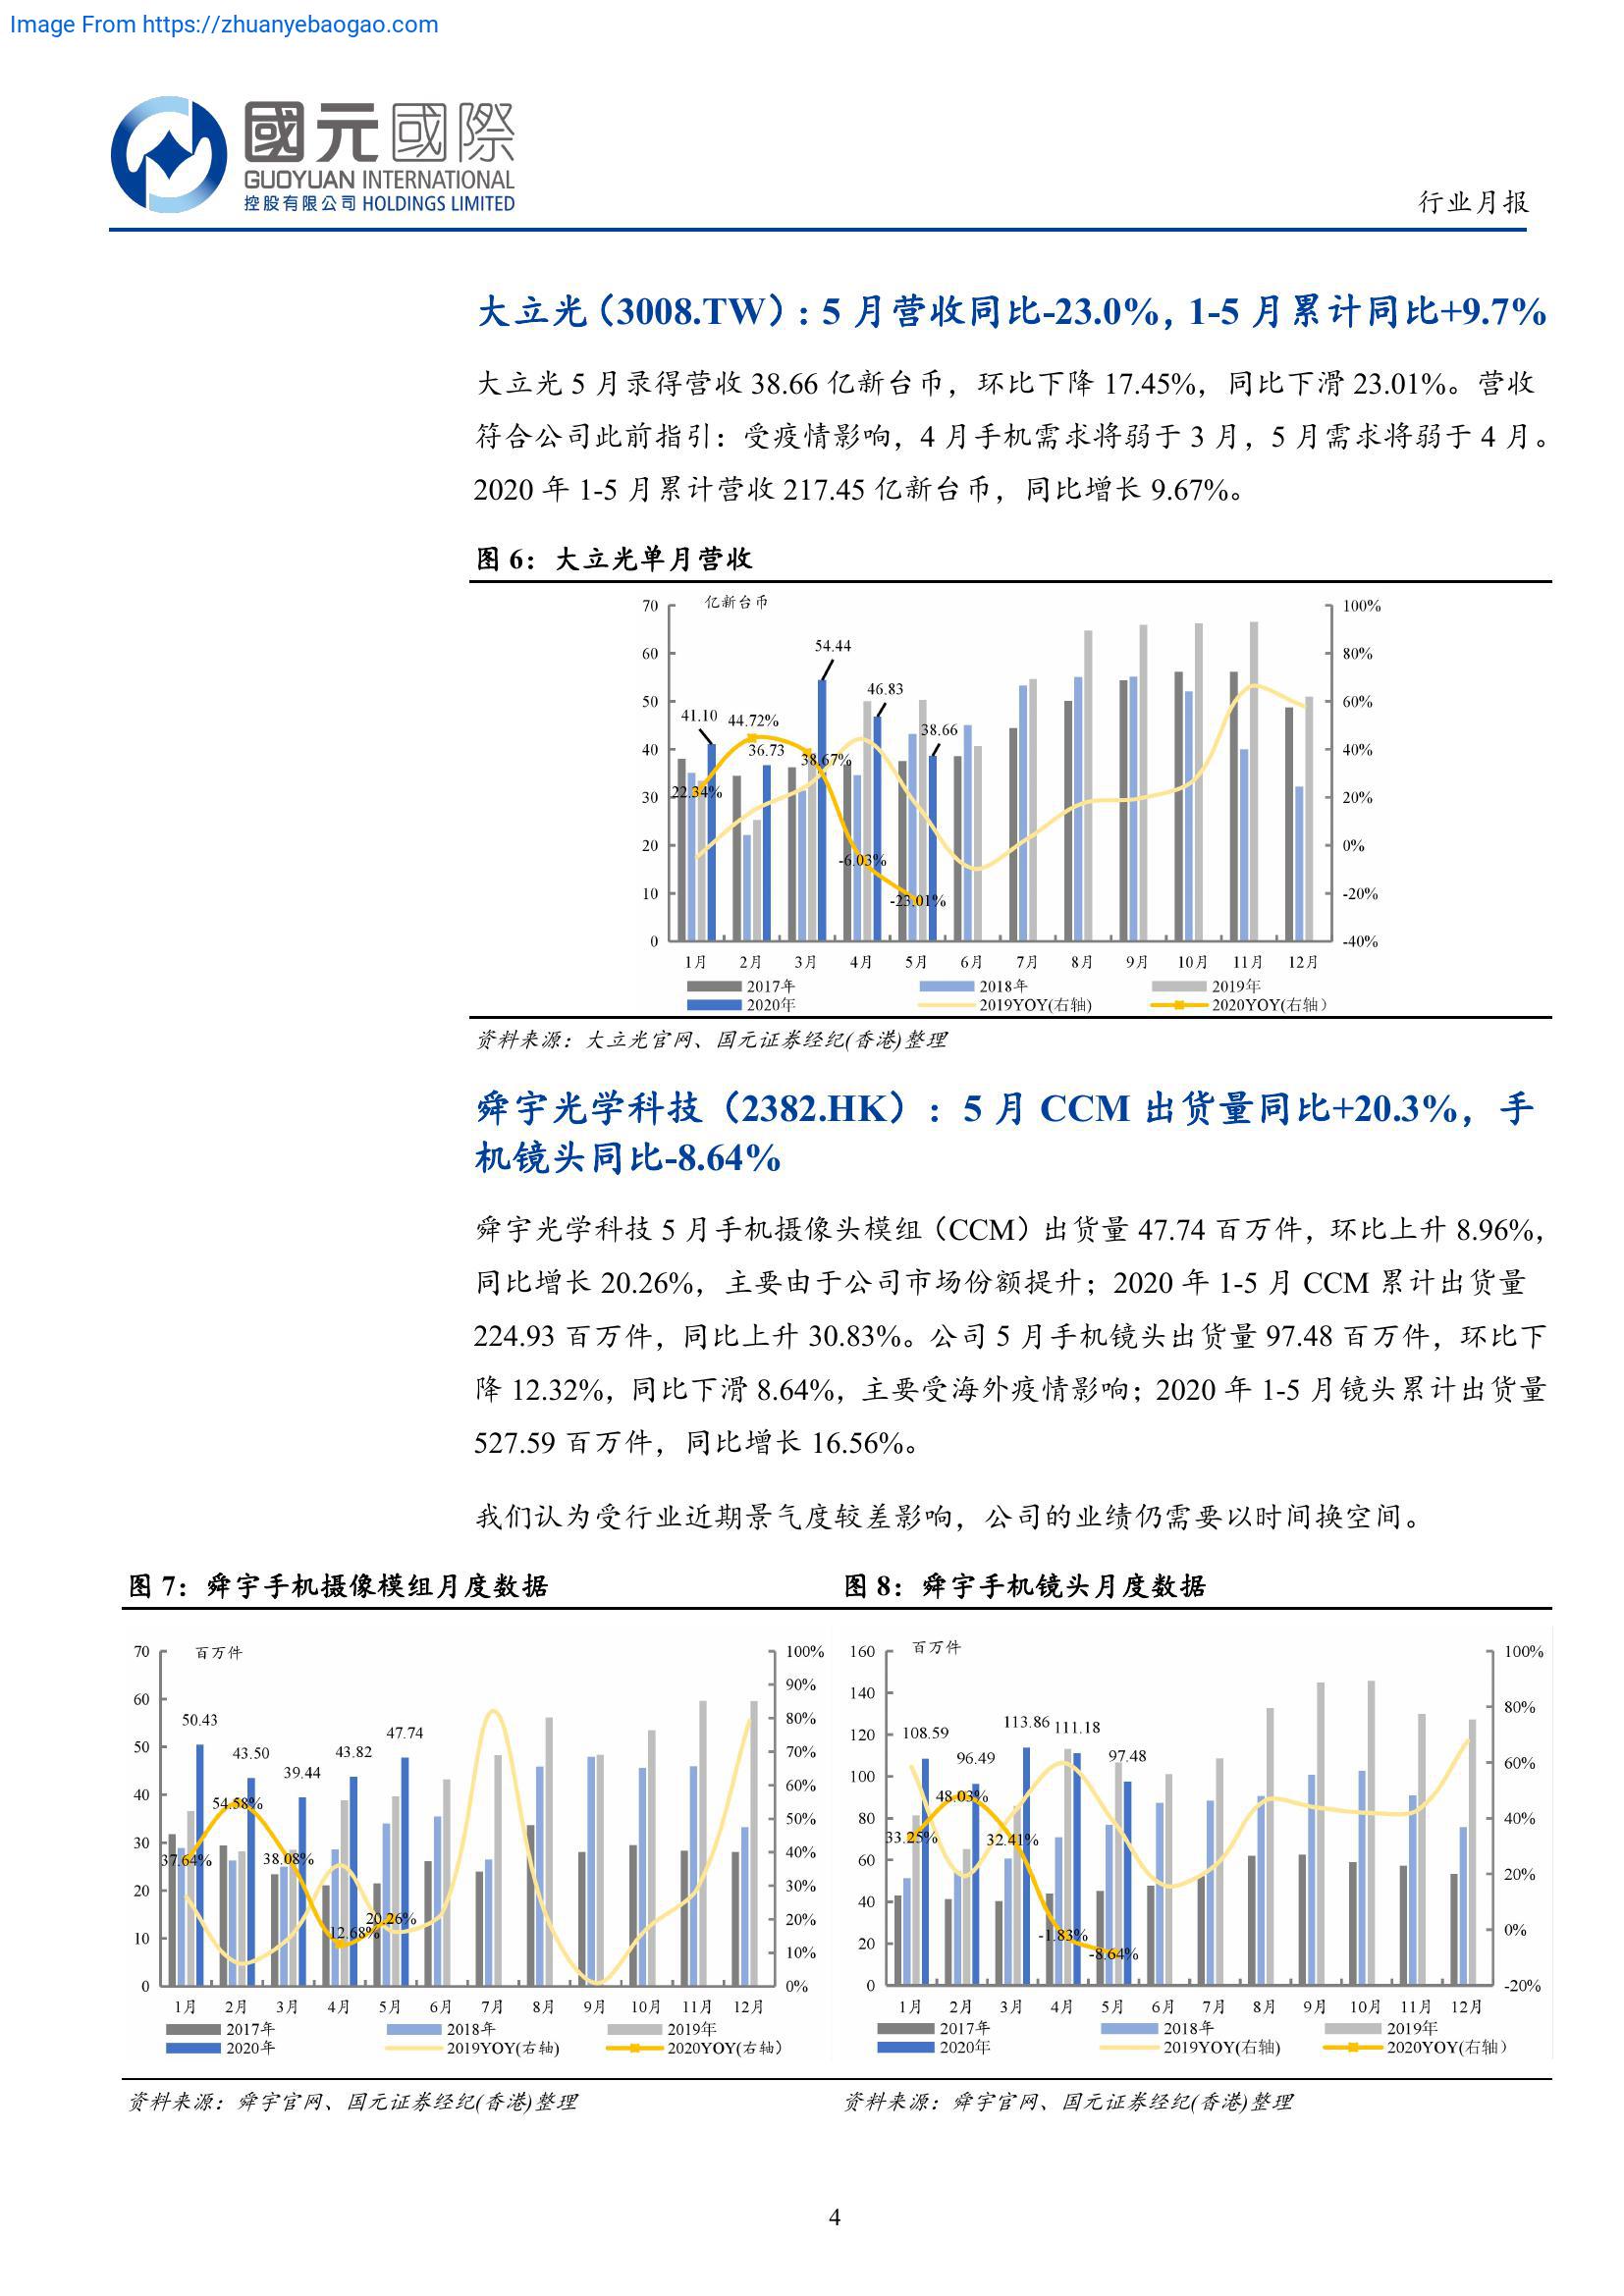 Image From https://zhuanyebaogao.com
國元國際
GUOYUAN INTERNATIONAL
控股有限公司 HOLDINGS LIMITED
行业月报
大立光（3008.TW）：5 月营收同比-23.0%，1-5 月累计同比+9.7%
大立光 5 月录得营收 38.66 亿新台币，环比下降 17.45%，同比下滑 23.01%。营收
符合公司此前指引：受疫情影响，4 月手机需求将弱于 3 月，5 月需求将弱于 4 月。
2020 年 1-5 月累计营收 217.45 亿新台币，同比增长 9.67%。
图 6：大立光单月营收
亿新台币
70
60
50
40
30
20
10
0
100%
80%
60%
40%
20%
0%
-20%
-40%
41.10
36.73
54.44
46.83
38.66
22.34%
44.72%
38.67%
-6.03%
-23.01%
1月 2月 3月 4月 5月 6月 7月 8月 9月 10月 11月 12月
2017年 2018年 2019年
2020年 2019YOY(右轴) 2020YOY(右轴）
资料来源：大立光官网、国元证券经纪(香港)整理
舜宇光学科技（2382.HK）：5 月 CCM 出货量同比+20.3%，手
机镜头同比-8.64%
舜宇光学科技 5 月手机摄像头模组（CCM）出货量 47.74 百万件，环比上升 8.96%，
同比增长 20.26%，主要由于公司市场份额提升；2020 年 1-5 月 CCM 累计出货量
224.93 百万件，同比上升 30.83%。公司 5 月手机镜头出货量 97.48 百万件，环比下
降 12.32%，同比下滑 8.64%，主要受海外疫情影响；2020 年 1-5 月镜头累计出货量
527.59 百万件，同比增长 16.56%。
我们认为受行业近期景气度较差影响，公司的业绩仍需要以时间换空间。
图 7：舜宇手机摄像模组月度数据
百万件
70
60
50
40
30
20
10
0
100%
90%
80%
70%
60%
50%
40%
30%
20%
10%
0%
50.43
43.50
39.44
43.82
47.74
37.64%
54.58%
38.08%
12.68%
20.26%
1月 2月 3月 4月 5月 6月 7月 8月 9月 10月 11月 12月
2017年 2018年 2019年
2020年 2019YOY(右轴) 2020YOY(右轴）
资料来源：舜宇官网、国元证券经纪(香港)整理
图 8：舜宇手机镜头月度数据
百万件
160
140
120
100
80
60
40
20
0
100%
80%
60%
40%
20%
0%
-20%
108.59
96.49
113.86
111.18
97.48
33.25%
48.03%
32.41%
-1.83%
-8.64%
1月 2月 3月 4月 5月 6月 7月 8月 9月 10月 11月 12月
2017年 2018年 2019年
2020年 2019YOY(右轴) 2020YOY(右轴）
资料来源：舜宇官网、国元证券经纪(香港)整理
4